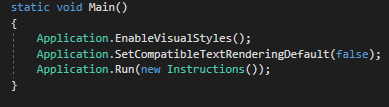 static void Main()
{
    Application.EnableVisualStyles();
    Application.SetCompatibleTextRenderingDefault(false);
    Application.Run(new Instructions());
}